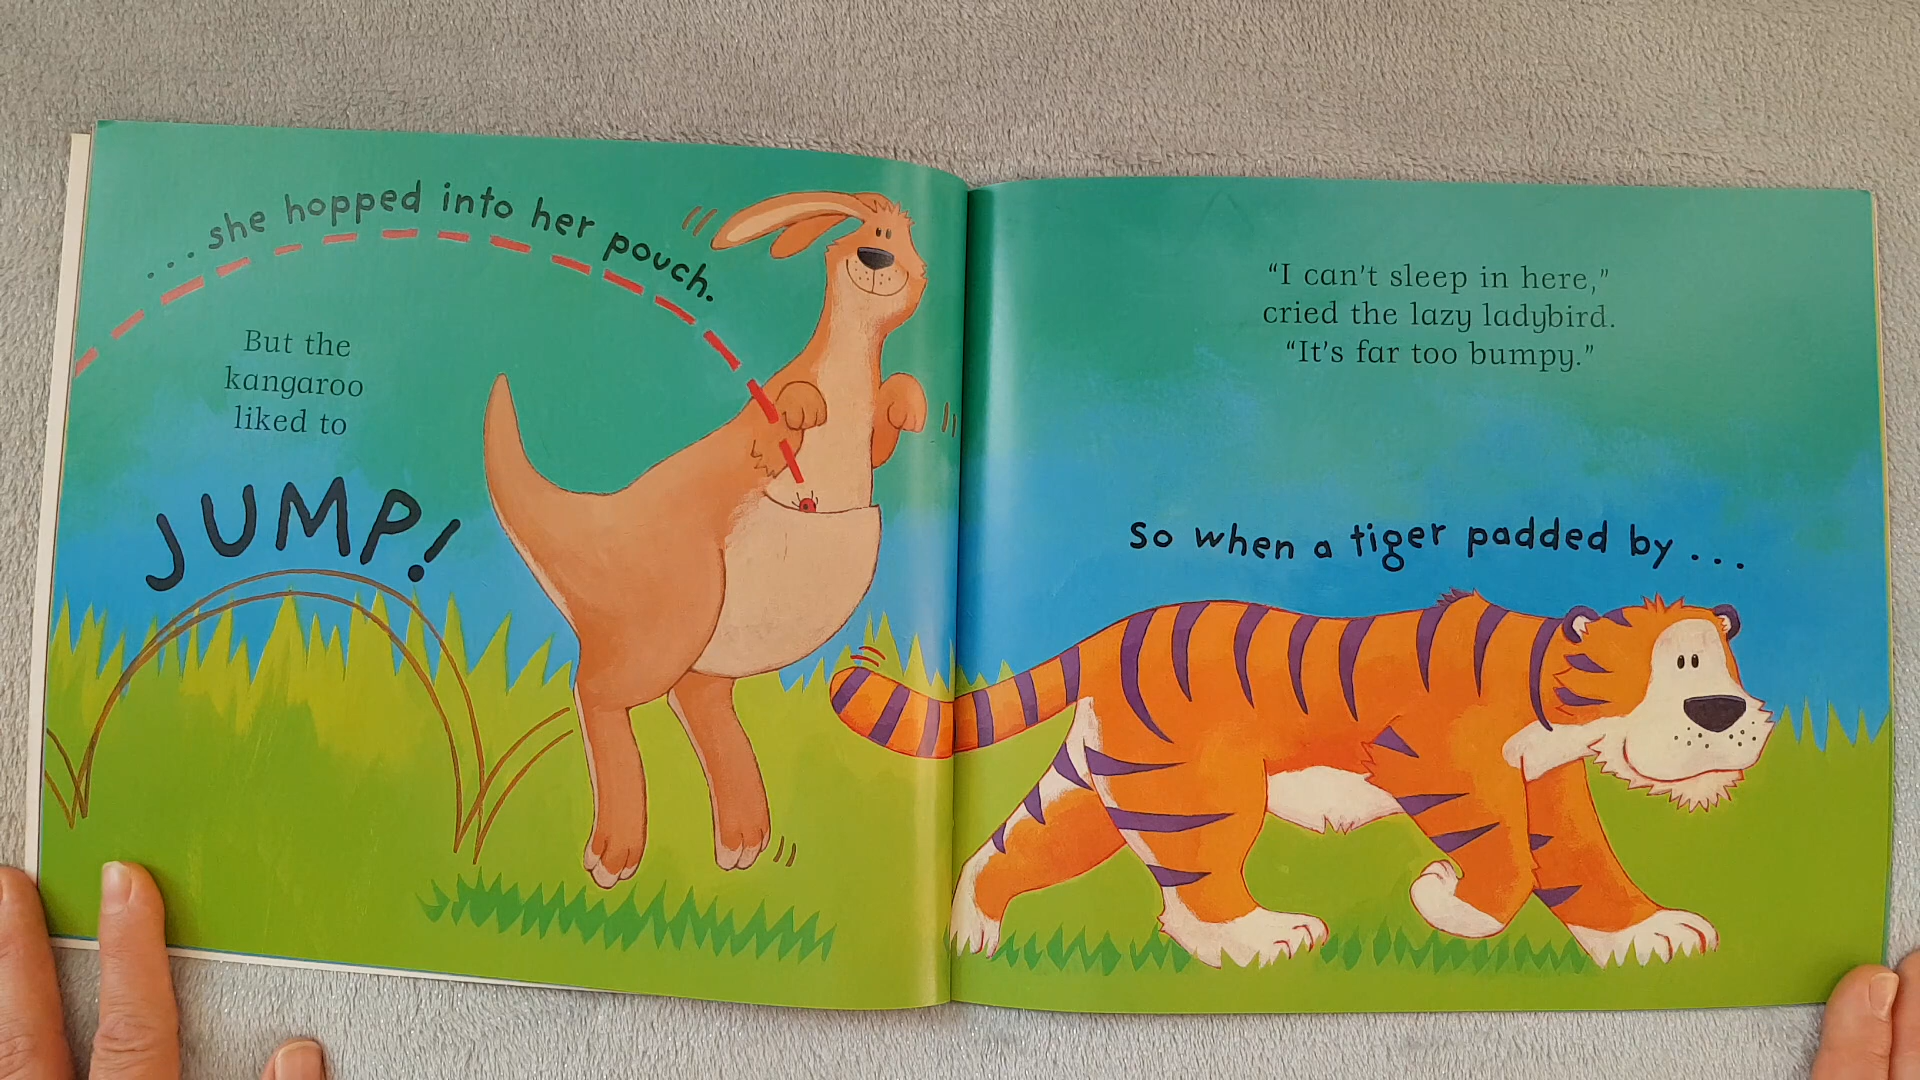 ...she hopped into her pouch.
But the
kangaroo
liked to
JUMP!
“I can't sleep in here,”
cried the lazy ladybird.
“It's far too bumpy.”
So when a tiger padded by...